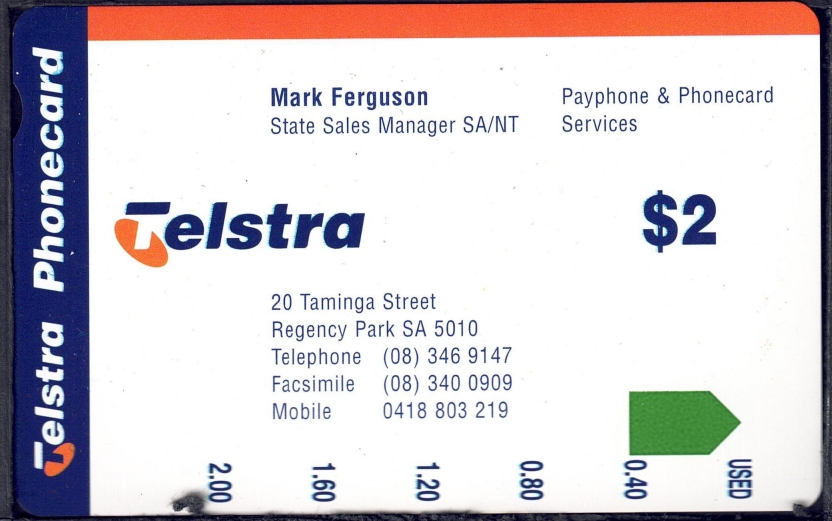 Telstra Phonecard
Mark Ferguson
State Sales Manager SA/NT
Payphone & Phonecard
Services
Telstra
$2
20 Taminga Street
Regency Park SA 5010
Telephone (08) 346 9147
Facsimile (08) 340 0909
Mobile 0418 803 219
2.00 1.60 1.20 0.80 0.40 USED